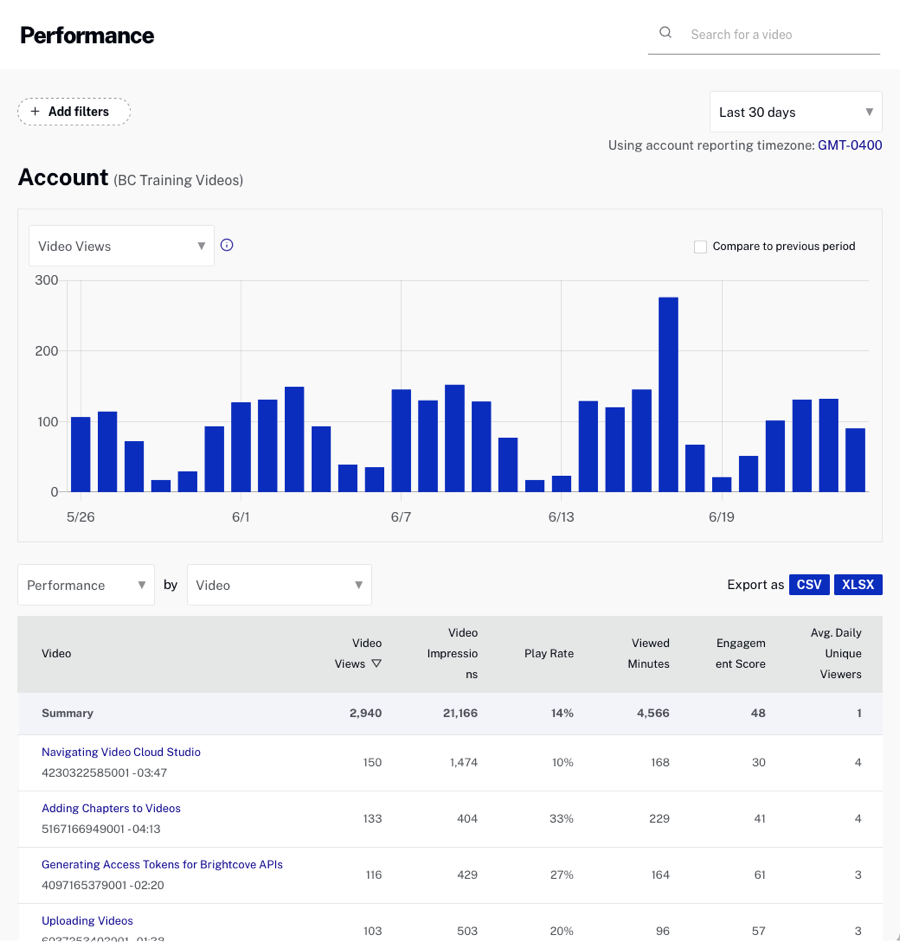 Performance
Search for a video
+ Add filters
Last 30 days
Using account reporting timezone: GMT-0400
Account (BC Training Videos)
Video Views
Compare to previous period
300
200
100
0
5/26 6/1 6/7 6/13 6/19
Performance by Video
Export as CSV XLSX
Video
Video
Views
Video
Impressio
ns
Play Rate
Viewed
Minutes
Engagem
ent Score
Avg. Daily
Unique
Viewers
Summary 2,940 21,166 14% 4,566 48 1
Navigating Video Cloud Studio
4230322585001 - 03:47
150 1,474 10% 168 30 4
Adding Chapters to Videos
5167166949001 - 04:13
133 404 33% 229 41 4
Generating Access Tokens for Brightcove APIs
4097165379001 - 02:20
116 429 27% 164 61 3
Uploading Videos
103 503 20% 96 57 3